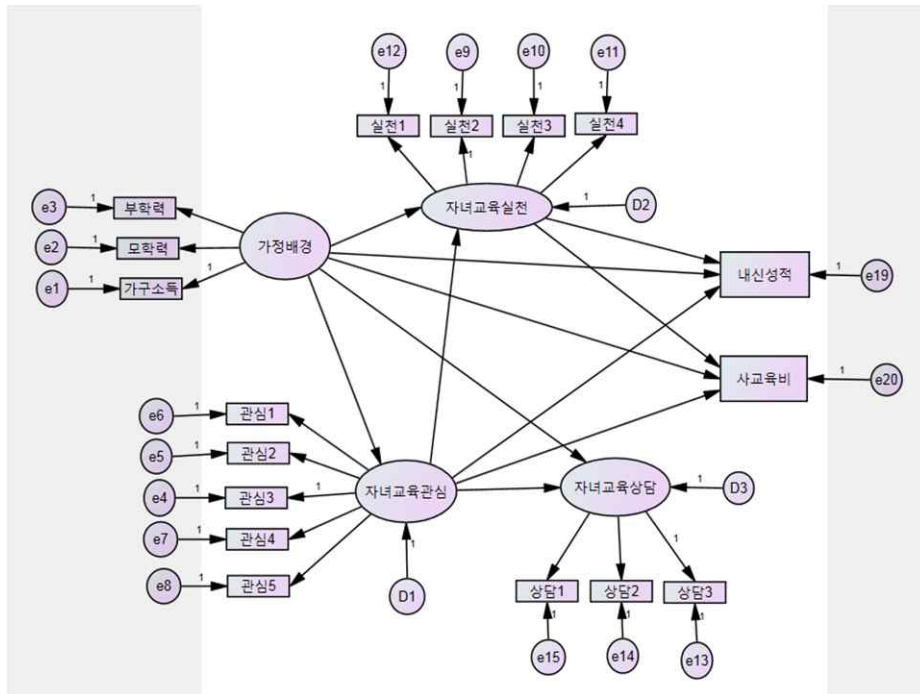 e12
e9
e10
e11
1
1
1
1
실천1
실천2
실천3
실천4
1
e3
1
부학력
e2
1
모학력
e1
1
가구소득
1
가정배경
자녀교육실천
1
D2
내신성적
1
e19
사교육비
1
e20
e6
1
관심1
e5
1
관심2
e4
1
관심3
1
e7
1
관심4
e8
1
관심5
자녀교육관심
1
D1
자녀교육상담
1
D3
1
상담1
상담2
상담3
1
1
1
e15
e14
e13